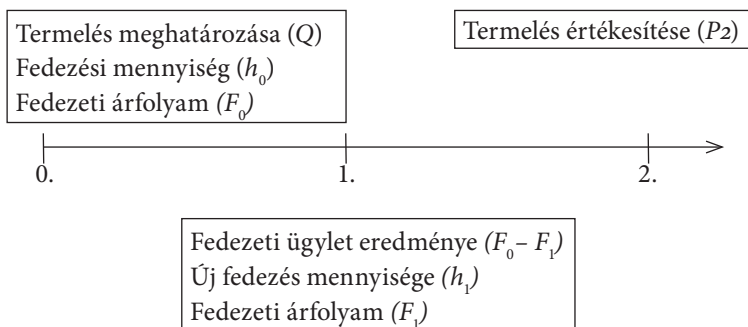 Termelés meghatározása (Q)
Fedezési mennyiség (h₀)
Fedezeti árfolyam (F₀)
Termelés értékesítése (P2)
0.
1.
2.
Fedezeti ügylet eredménye (F₀– F₁)
Új fedezés mennyisége (h₁)
Fedezeti árfolyam (F₁)